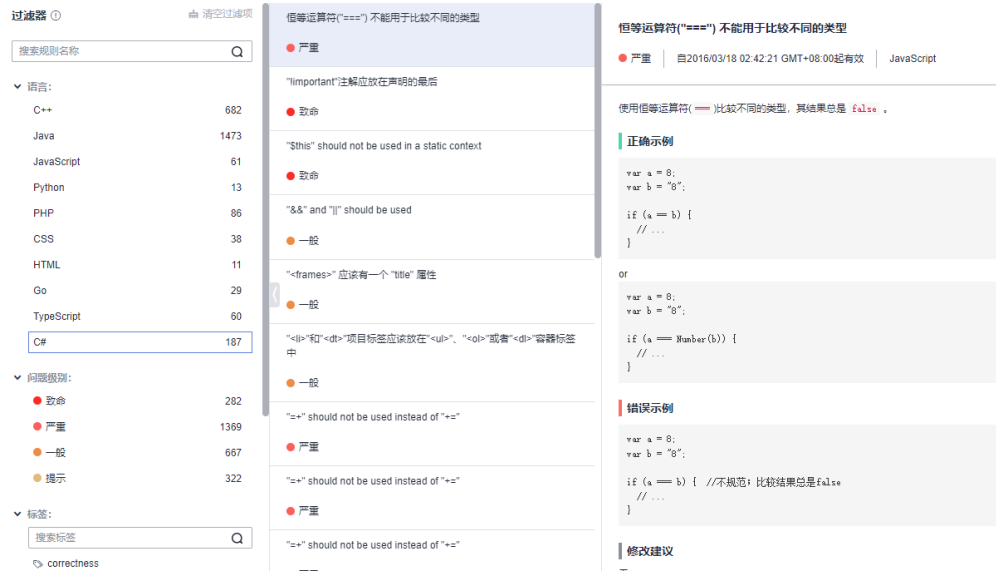 过滤器
清空过滤项
搜索规则名称
语言:
C++ 682
Java 1473
JavaScript 61
Python 13
PHP 86
CSS 38
HTML 11
Go 29
TypeScript 60
C# 187
问题级别:
致命 282
严重 1369
一般 667
提示 322
标签:
搜索标签
correctness
恒等运算符("===") 不能用于比较不同的类型
严重
"!important"注解应放在声明的最后
致命
"$this" should not be used in a static context
致命
"&&" and "||" should be used
一般
"<frames>" 应该有一个 "title" 属性
一般
"<li>"和"<dt>"项目标签应该放在"<ul>"、"<ol>"或者"<dl>"容器标签
中
一般
"=+" should not be used instead of "+="
严重
"=+" should not be used instead of "+="
严重
"=+" should not be used instead of "+="
恒等运算符("===") 不能用于比较不同的类型
严重 自2016/03/18 02:42:21 GMT+08:00起有效 JavaScript
使用恒等运算符( === )比较不同的类型，其结果总是 false 。
正确示例
var a = 8;
var b = "8";
if (a == b) {
// ...
}
or
var a = 8;
var b = "8";
if (a === Number(b)) {
// ...
}
错误示例
var a = 8;
var b = "8";
if (a === b) { //不规范；比较结果总是false
// ...
}
修改建议